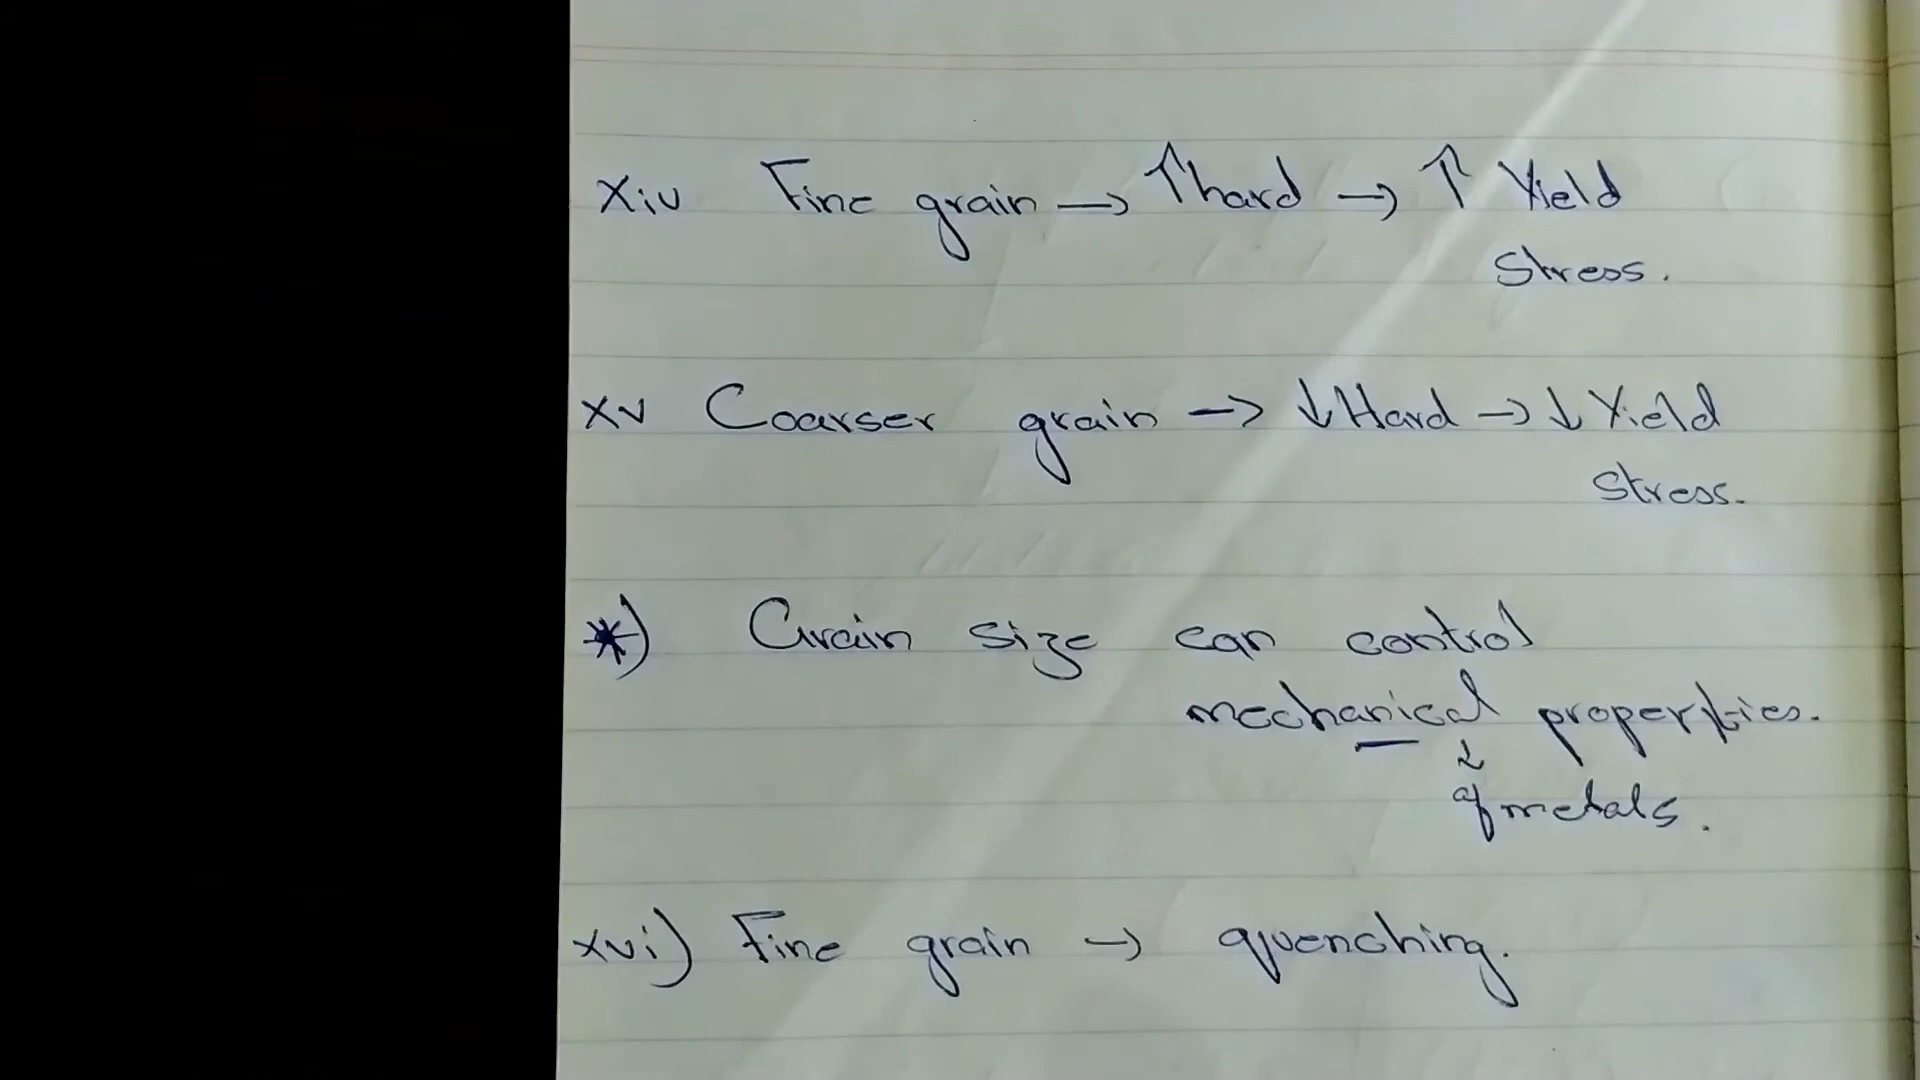 xiv Fine grain → ↑hard → ↑ Yield
Stress.
xv Coarser grain → ↓Hard → ↓ Yield
Stress.
*) Grain size can control
mechanical properties.
of metals.
xvi) Fine grain → quenching.